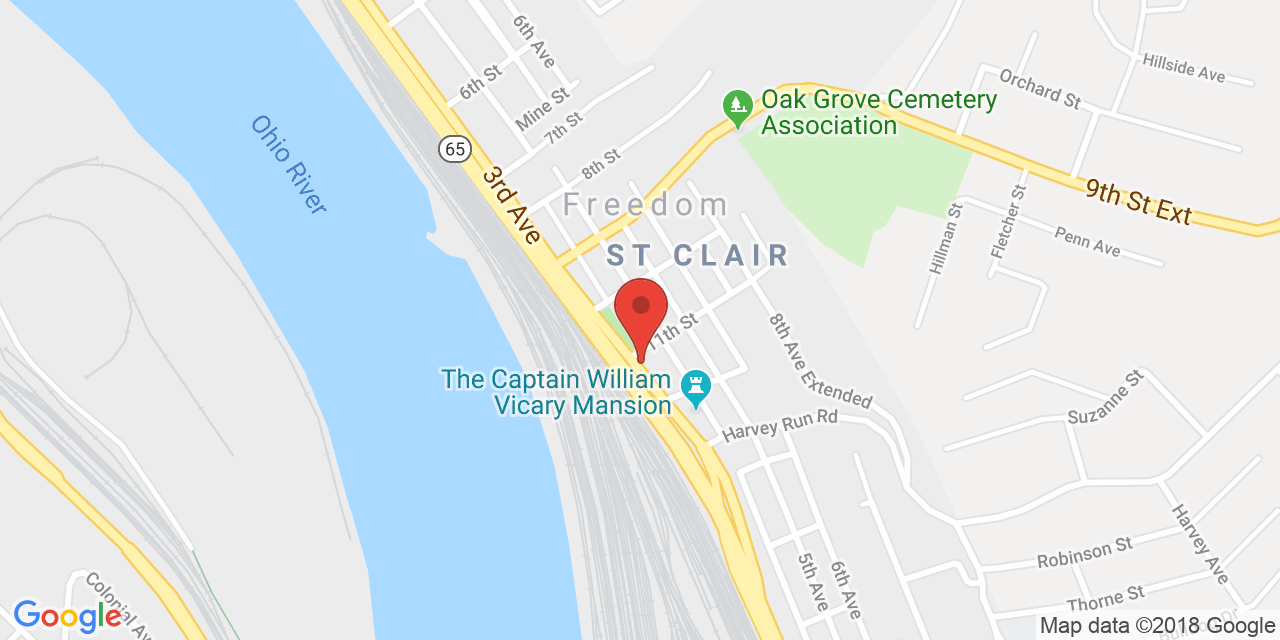 6th Ave
6th St
Mine St
7th St
Hillside Ave
Orchard St
Oak Grove Cemetery
Association
Ohio River
65
8th St
3rd Ave
Freedom
9th St Ext
Fletcher St
Hillman St
Penn Ave
ST CLAIR
11th St
8th Ave Extended
The Captain William
Vicary Mansion
Suzanne St
Harvey Run Rd
Harvey Ave
Robinson St
5th Ave
6th Ave
Thorne St
Colonial Av
Google
Map data ©2018 Google